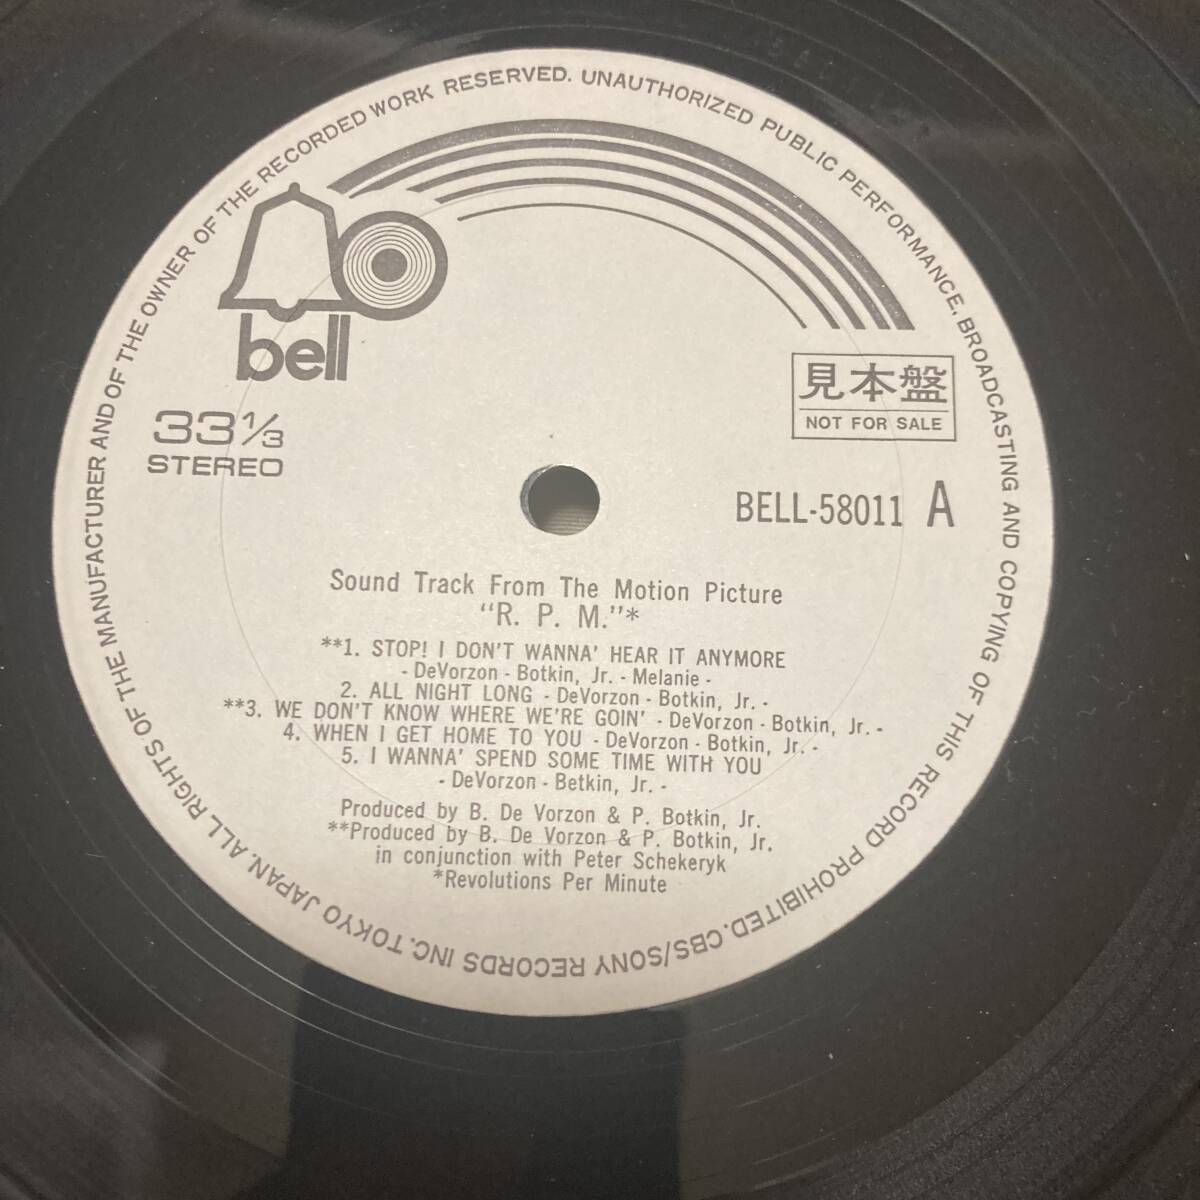 ALL RIGHTS OF THE MANUFACTURER AND OF THE OWNER OF THE RECORDED WORK RESERVED. UNAUTHORIZED PUBLIC PERFORMANCE, BROADCASTING AND COPYING OF THIS RECORD PROHIBITED. CBS/SONY RECORDS INC. TOKYO JAPAN.
bell
見本盤
NOT FOR SALE
33 1/3
STEREO
BELL-58011 A
Sound Track From The Motion Picture
"R. P. M."*
**1. STOP! I DON'T WANNA' HEAR IT ANYMORE
- DeVorzon - Botkin, Jr. - Melanie -
2. ALL NIGHT LONG - DeVorzon - Botkin, Jr. -
**3. WE DON'T KNOW WHERE WE'RE GOIN' - DeVorzon - Botkin, Jr. -
4. WHEN I GET HOME TO YOU - DeVorzon - Botkin, Jr. -
5. I WANNA' SPEND SOME TIME WITH YOU
- DeVorzon - Betkin, Jr. -
Produced by B. De Vorzon & P. Botkin, Jr.
**Produced by B. De Vorzon & P. Botkin, Jr.
in conjunction with Peter Schekeryk
*Revolutions Per Minute